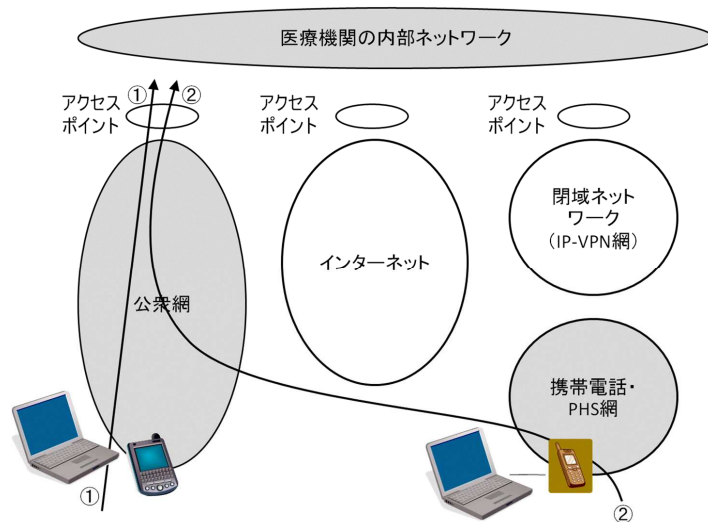 医療機関の内部ネットワーク
① ②
アクセス
ポイント
アクセス
ポイント
アクセス
ポイント
公衆網
インターネット
閉域ネット
ワーク
(IP-VPN網)
携帯電話・
PHS網
①
②